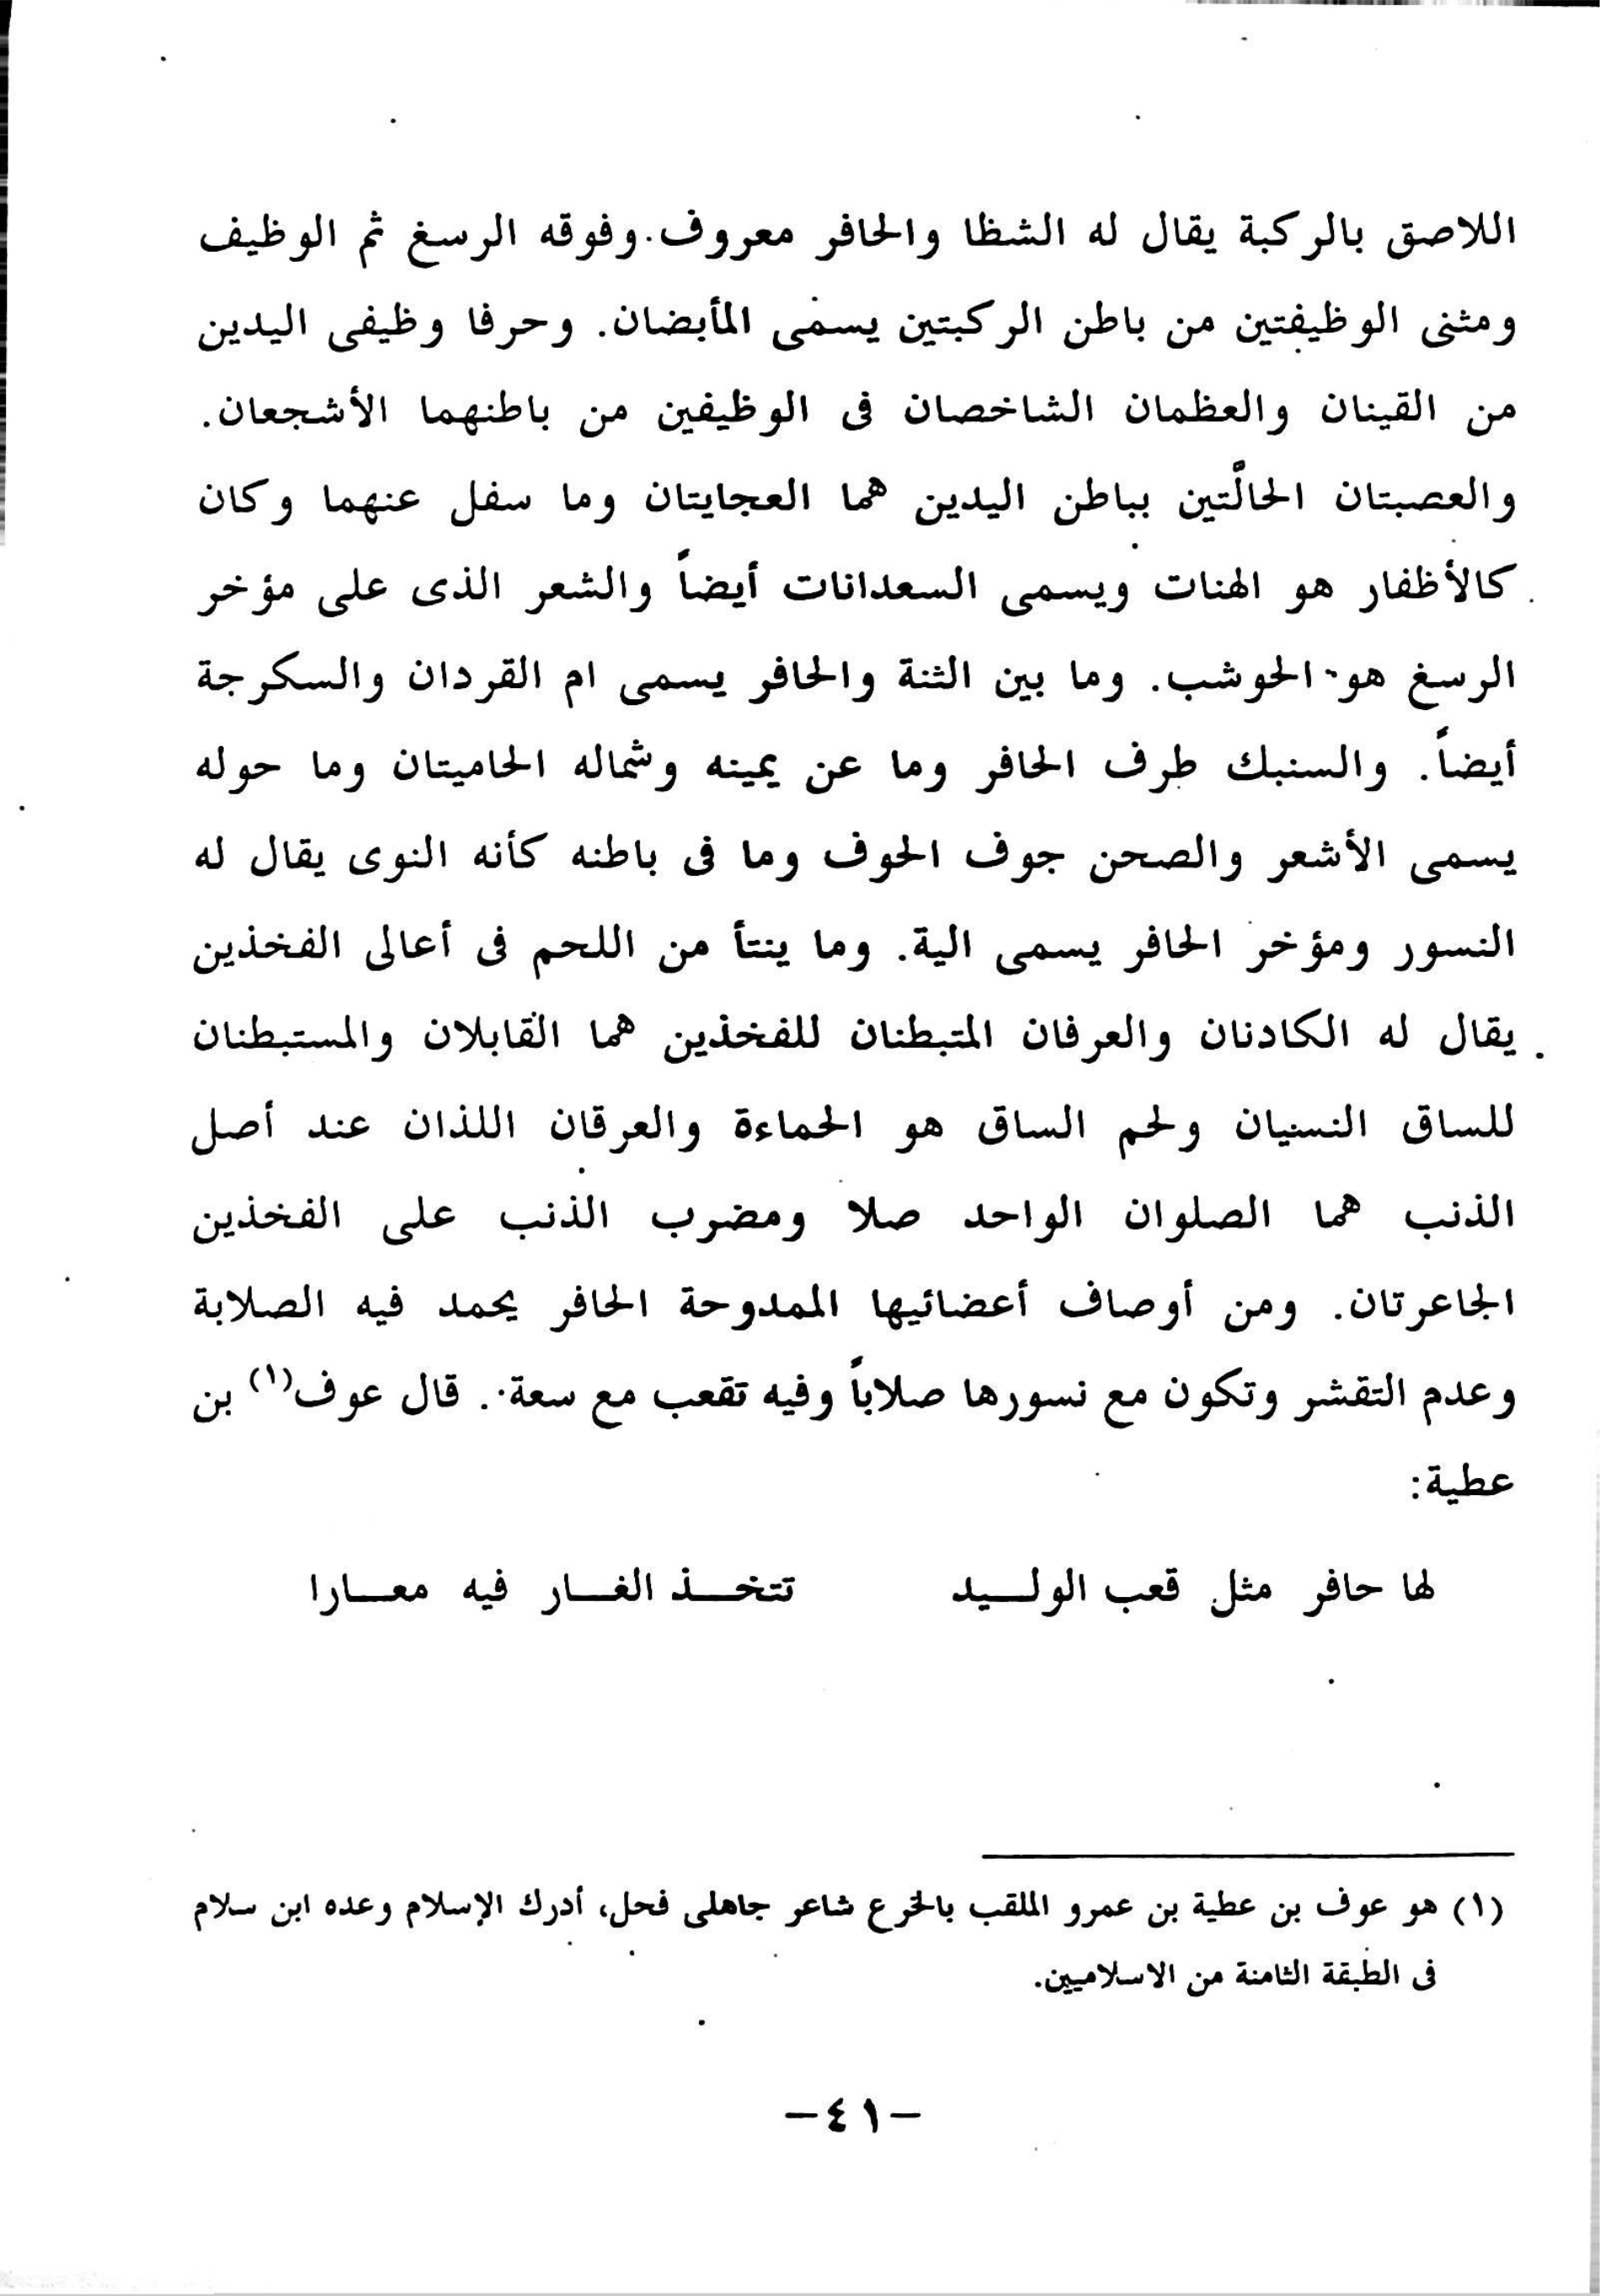 اللاصق بالركبة يقال له الشظا والحافر معروف. وفوقه الرسغ ثم الوظيف
ومثنى الوظيفتين من باطن الركبتين يسمى المأبضان. وحرفا وظيفى اليدين
من القينان والعظمان الشاخصان فى الوظيفين من باطنهما الأشجعان.
والعصبتان الحالّتين بباطن اليدين هما العجايتان وما سفل عنهما وكان
كالأظفار هو الهنات ويسمى السعدانات أيضاً والشعر الذى على مؤخر
الرسغ هو الحوشب. وما بين الثنة والحافر يسمى ام القردان والسكرجة
أيضاً. والسنبك طرف الحافر وما عن يمينه وشماله الحاميتان وما حوله
يسمى الأشعر والصحن جوف الحوف وما فى باطنه كأنه النوى يقال له
النسور ومؤخر الحافر يسمى الية. وما ينتأ من اللحم فى أعالى الفخذين
يقال له الكادنان والعرفان المتبطنان للفخذين هما القابلان والمستبطنان
للساق النسيان ولحم الساق هو الحماءة والعرقان اللذان عند أصل
الذنب هما الصلوان الواحد صلا ومضرب الذنب على الفخذين
الجاعرتان. ومن أوصاف أعضائيها الممدوحة الحافر يحمد فيه الصلابة
وعدم التقشر وتكون مع نسورها صلاباً وفيه تقعب مع سعة. قال عوف(١) بن
عطية:
لها حافر مثل قعب الولـــيد تتخـــذ الغـــار فيه معـــارا
(١) هو عوف بن عطية بن عمرو الملقب بالخرع شاعر جاهلى فحل، أدرك الإسلام وعده ابن سلام
فى الطبقة الثامنة من الاسلاميين.
-٤١-